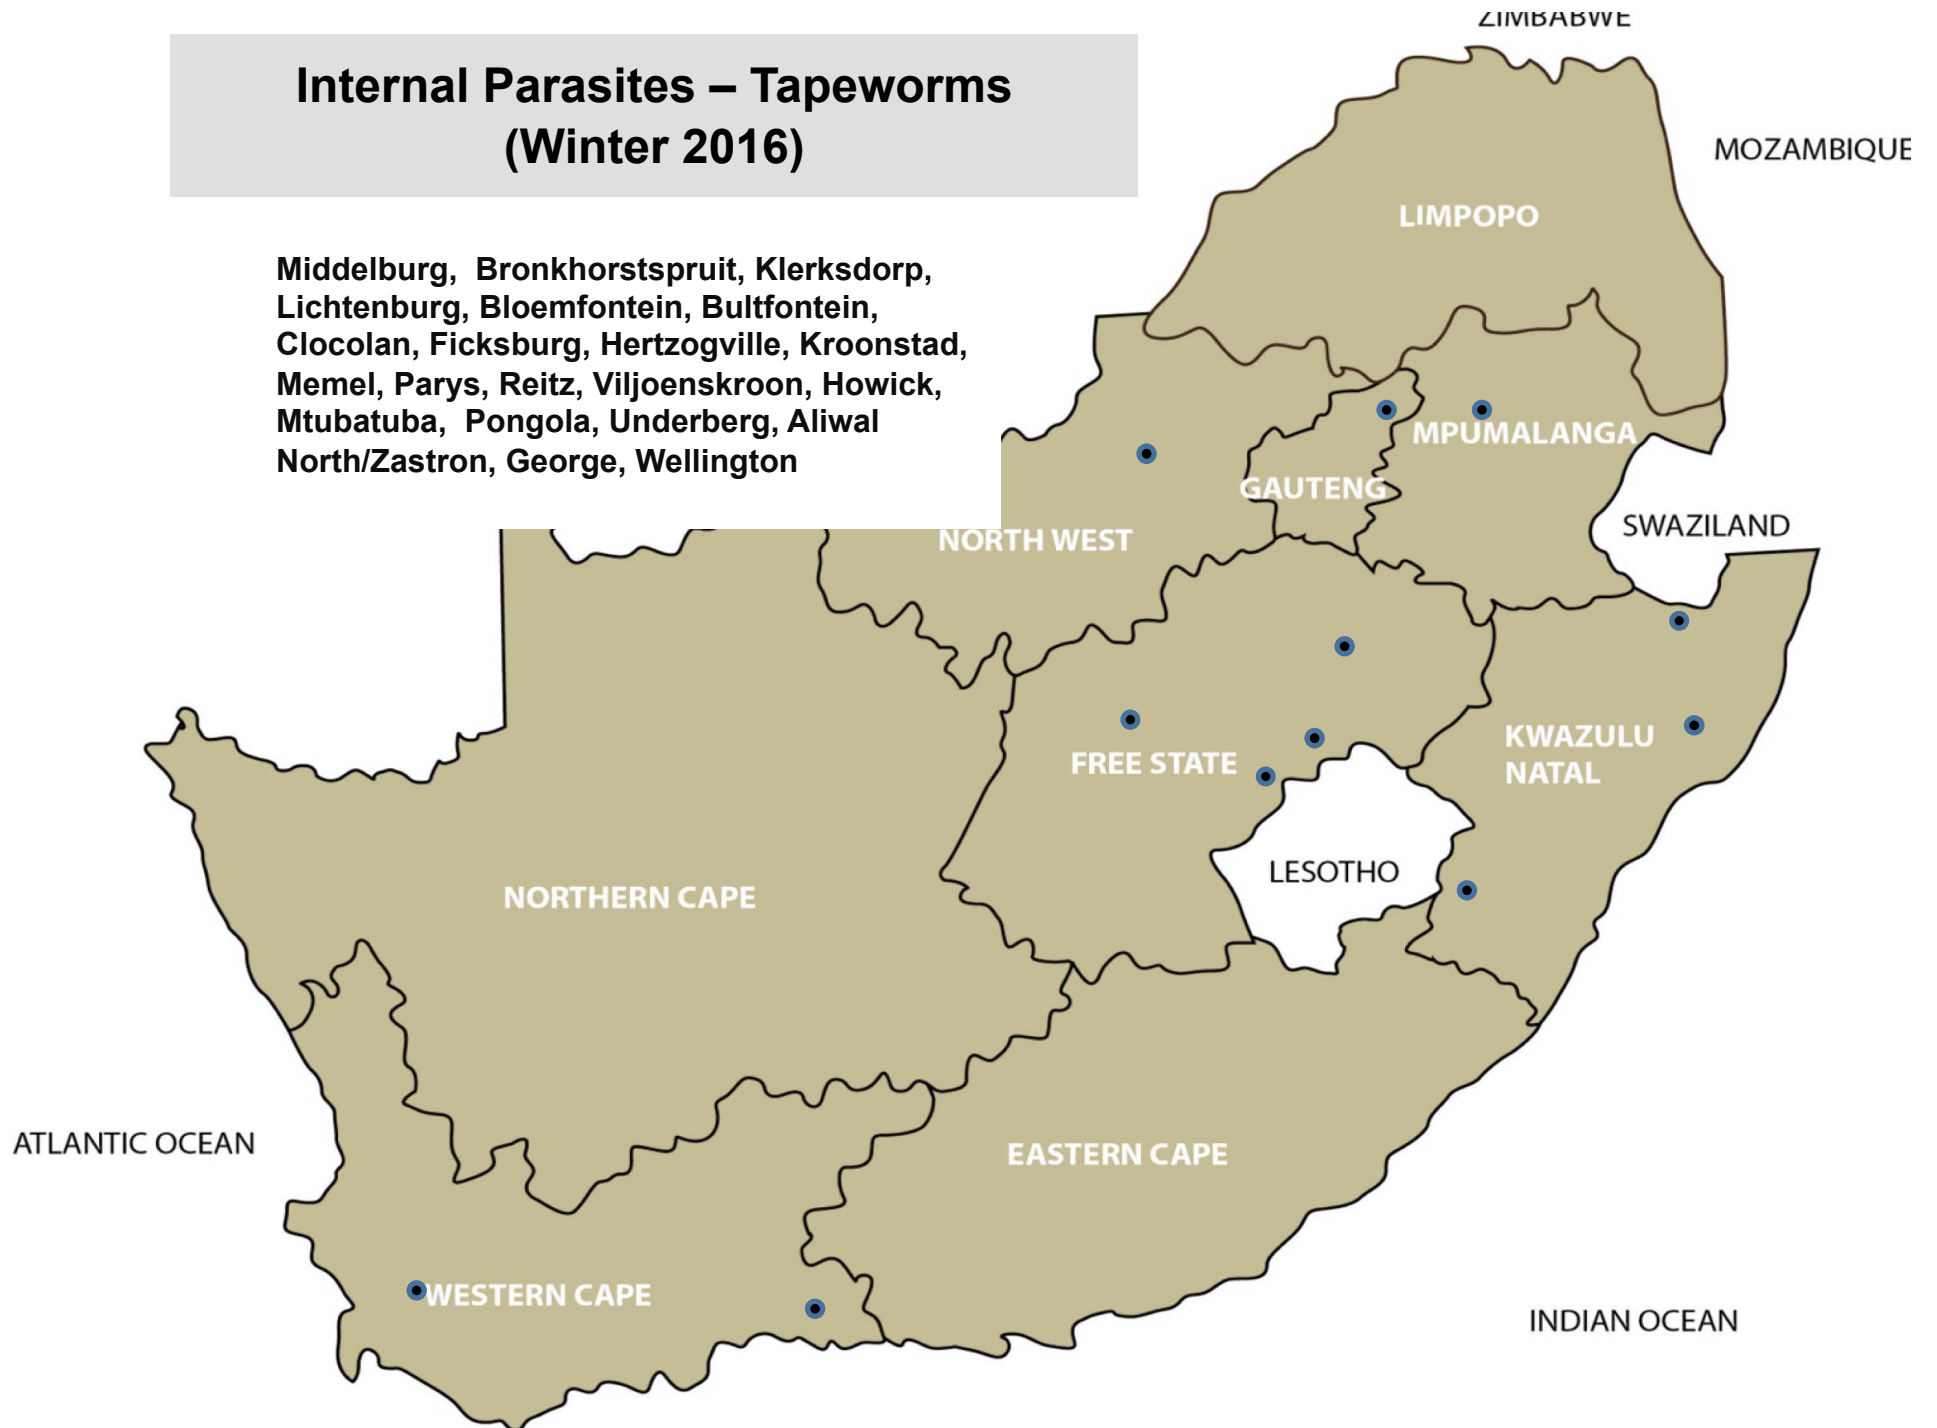 ZIMBABWE
Internal Parasites – Tapeworms
(Winter 2016)
MOZAMBIQUE
LIMPOPO
Middelburg,  Bronkhorstspruit, Klerksdorp,
Lichtenburg, Bloemfontein, Bultfontein,
Clocolan, Ficksburg, Hertzogville, Kroonstad,
Memel, Parys, Reitz, Viljoenskroon, Howick,
Mtubatuba,  Pongola, Underberg, Aliwal
North/Zastron, George, Wellington
MPUMALANGA
GAUTENG
SWAZILAND
NORTH WEST
KWAZULU
NATAL
FREE STATE
LESOTHO
NORTHERN CAPE
ATLANTIC OCEAN
EASTERN CAPE
WESTERN CAPE
INDIAN OCEAN